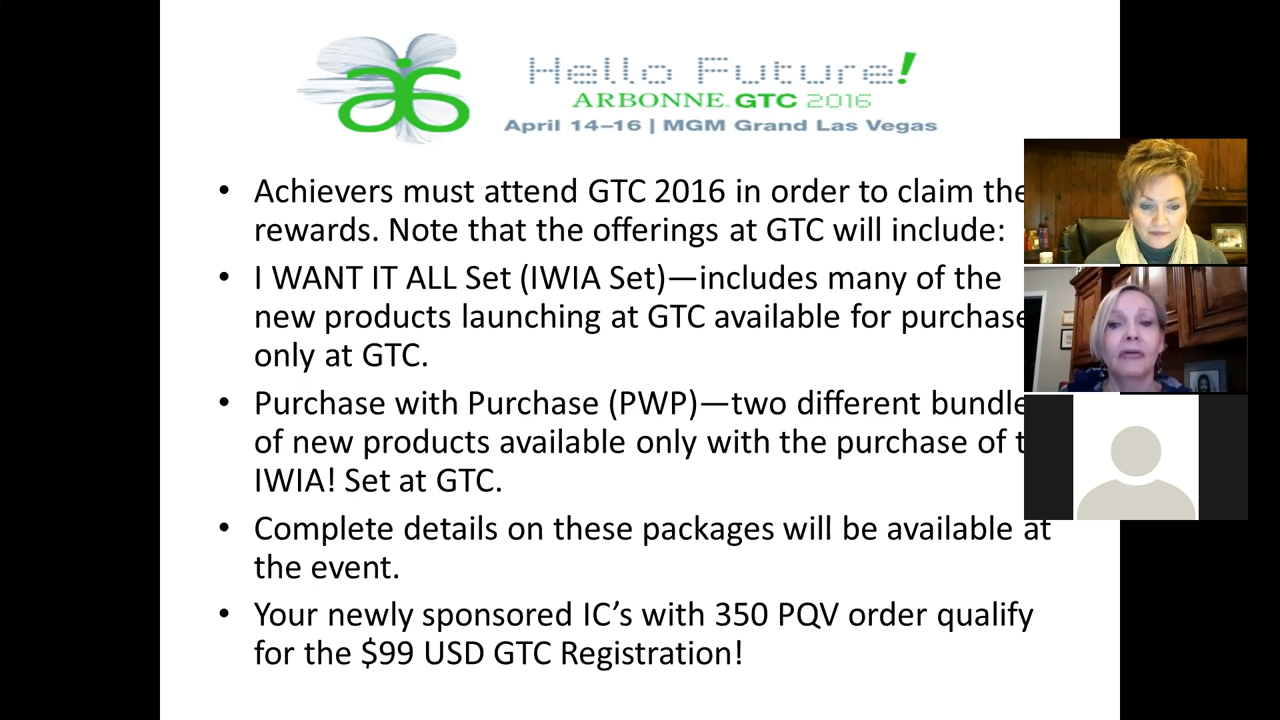 Hello Future!
ARBONNE GTC 2016
April 14–16 | MGM Grand Las Vegas
• Achievers must attend GTC 2016 in order to claim the
rewards. Note that the offerings at GTC will include:
• I WANT IT ALL Set (IWIA Set)—includes many of the
new products launching at GTC available for purchase
only at GTC.
• Purchase with Purchase (PWP)—two different bundle
of new products available only with the purchase of
IWIA! Set at GTC.
• Complete details on these packages will be available at
the event.
• Your newly sponsored IC’s with 350 PQV order qualify
for the $99 USD GTC Registration!